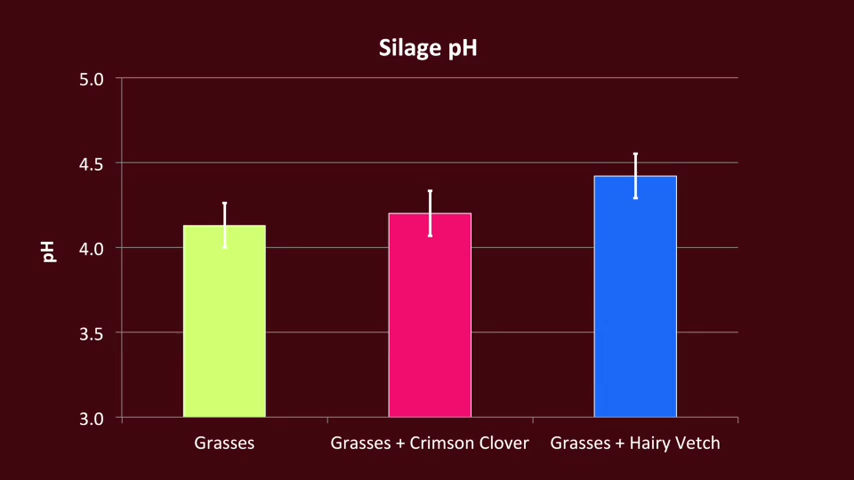 Silage pH
5.0
4.5
4.0
3.5
3.0
pH
Grasses
Grasses + Crimson Clover
Grasses + Hairy Vetch